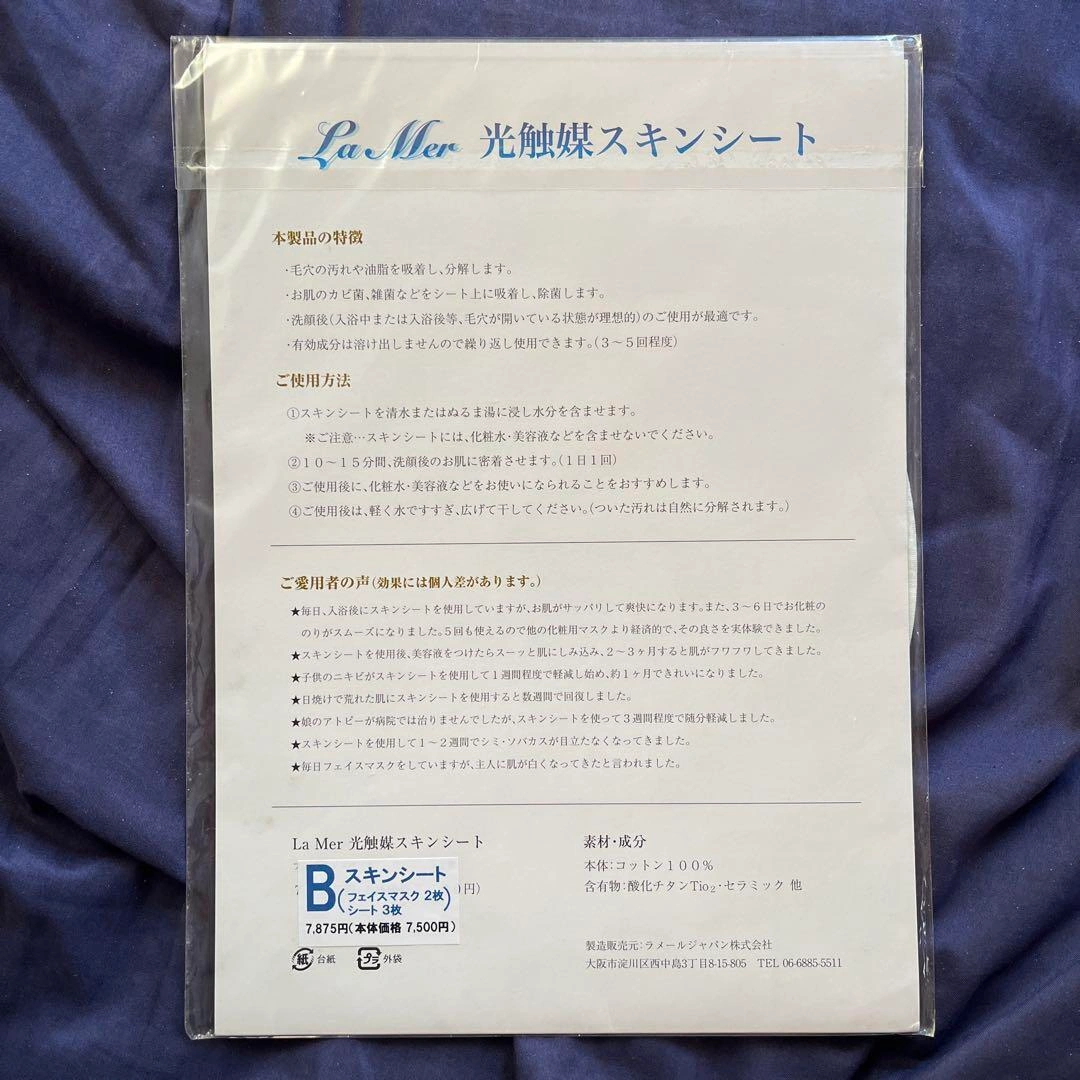 La Mer 光触媒スキンシート
本製品の特徴
・毛穴の汚れや油脂を吸着し、分解します。
・お肌のカビ菌、雑菌などをシート上に吸着し、除菌します。
・洗顔後(入浴中または入浴後等、毛穴が開いている状態が理想的)のご使用が最適です。
・有効成分は溶け出しませんので繰り返し使用できます。(3～5回程度)
ご使用方法
①スキンシートを清水またはぬるま湯に浸し水分を含ませます。
※ご注意…スキンシートには、化粧水・美容液などを含ませないでください。
②10～15分間、洗顔後のお肌に密着させます。(1日1回)
③ご使用後に、化粧水・美容液などをお使いになられることをおすすめします。
④ご使用後は、軽く水ですすぎ、広げて干してください。(ついた汚れは自然に分解されます。)
ご愛用者の声(効果には個人差があります。)
★毎日、入浴後にスキンシートを使用していますが、お肌がサッパリして爽快になります。また、3～6日でお化粧の
のりがスムーズになりました。5回も使えるので他の化粧用マスクより経済的で、その良さを実体験できました。
★スキンシートを使用後、美容液をつけたらスーッと肌にしみ込み、2～3ヶ月すると肌がフワフワしてきました。
★子供のニキビがスキンシートを使用して1週間程度で軽減し始め、約1ヶ月できれいになりました。
★日焼けで荒れた肌にスキンシートを使用すると数週間で回復しました。
★娘のアトピーが病院では治りませんでしたが、スキンシートを使って3週間程度で随分軽減しました。
★スキンシートを使用して1～2週間でシミ・ソバカスが目立たなくなってきました。
★毎日フェイスマスクをしていますが、主人に肌が白くなってきたと言われました。
La Mer 光触媒スキンシート
B スキンシート
(フェイスマスク 2枚
シート 3枚)
7,875円(本体価格 7,500円)
0円)
紙 台紙 プラ 外袋
素材・成分
本体：コットン100%
含有物：酸化チタンTio₂・セラミック 他
製造販売元：ラメールジャパン株式会社
大阪市淀川区西中島3丁目8-15-805 TEL 06-6885-5511